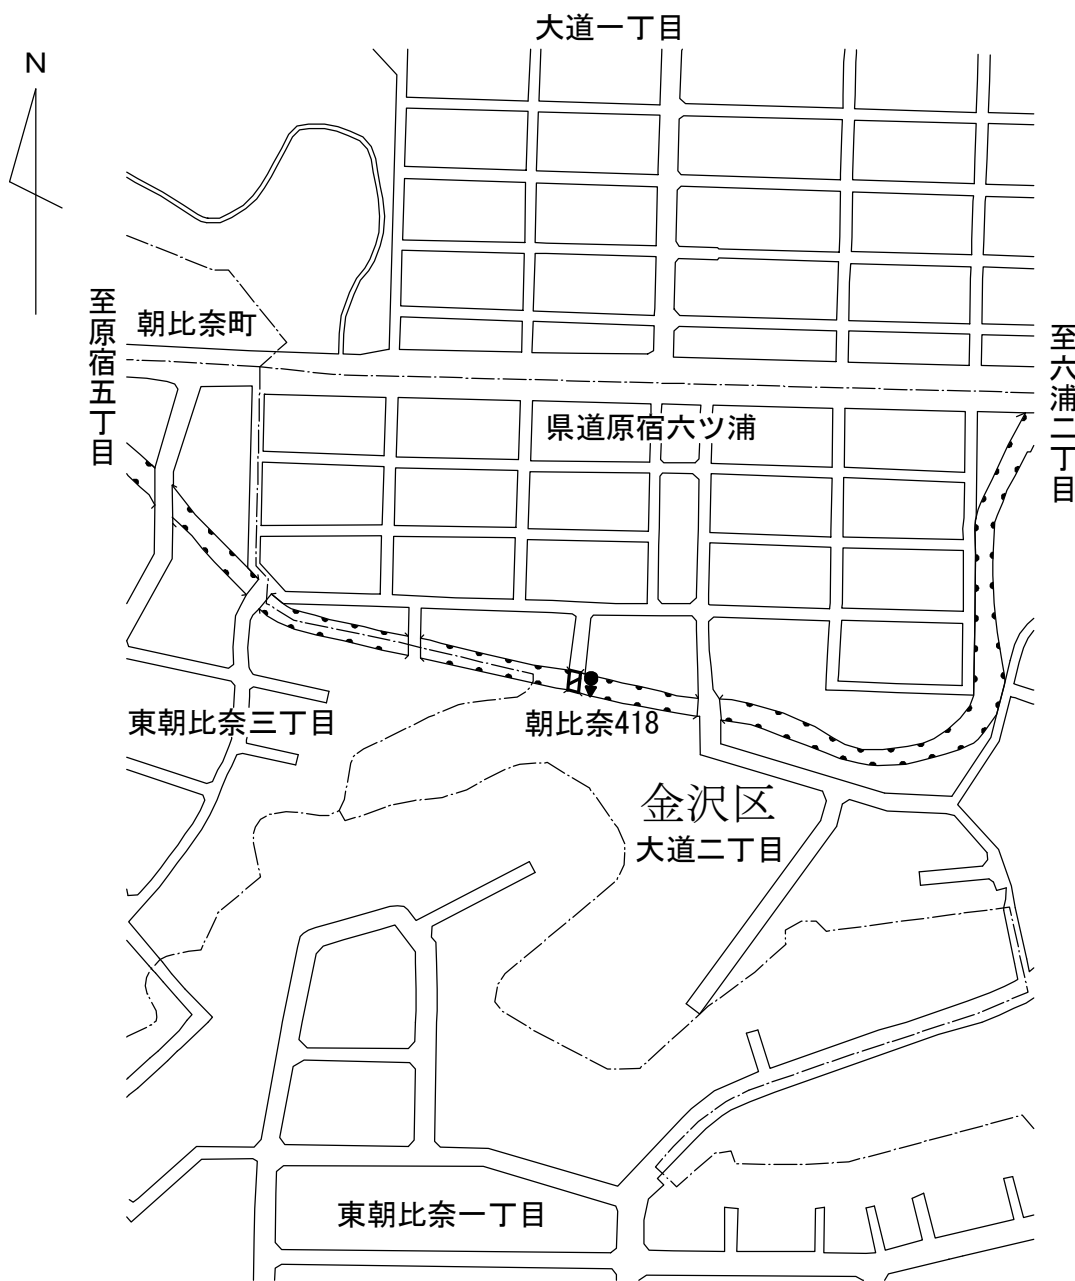 大道一丁目
N
至原宿五丁目
朝比奈町
至六浦二丁目
県道原宿六ツ浦
東朝比奈三丁目
朝比奈418
金沢区
大道二丁目
東朝比奈一丁目